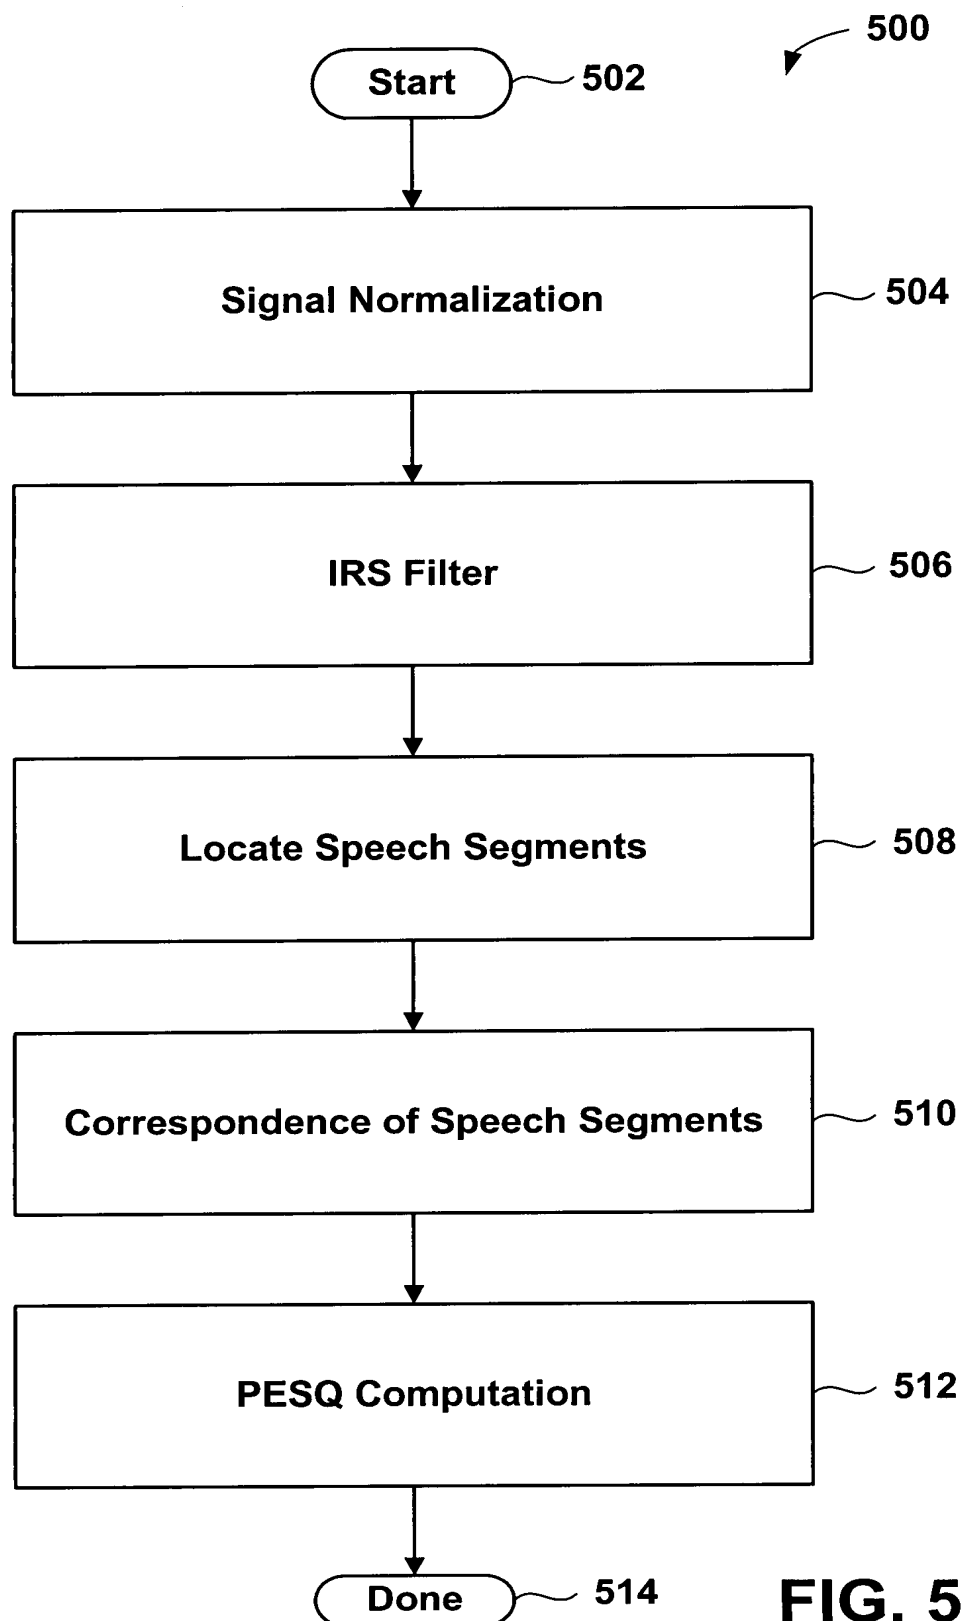 500
Start
502
Signal Normalization
504
IRS Filter
506
Locate Speech Segments
508
Correspondence of Speech Segments
510
PESQ Computation
512
Done
514
FIG. 5